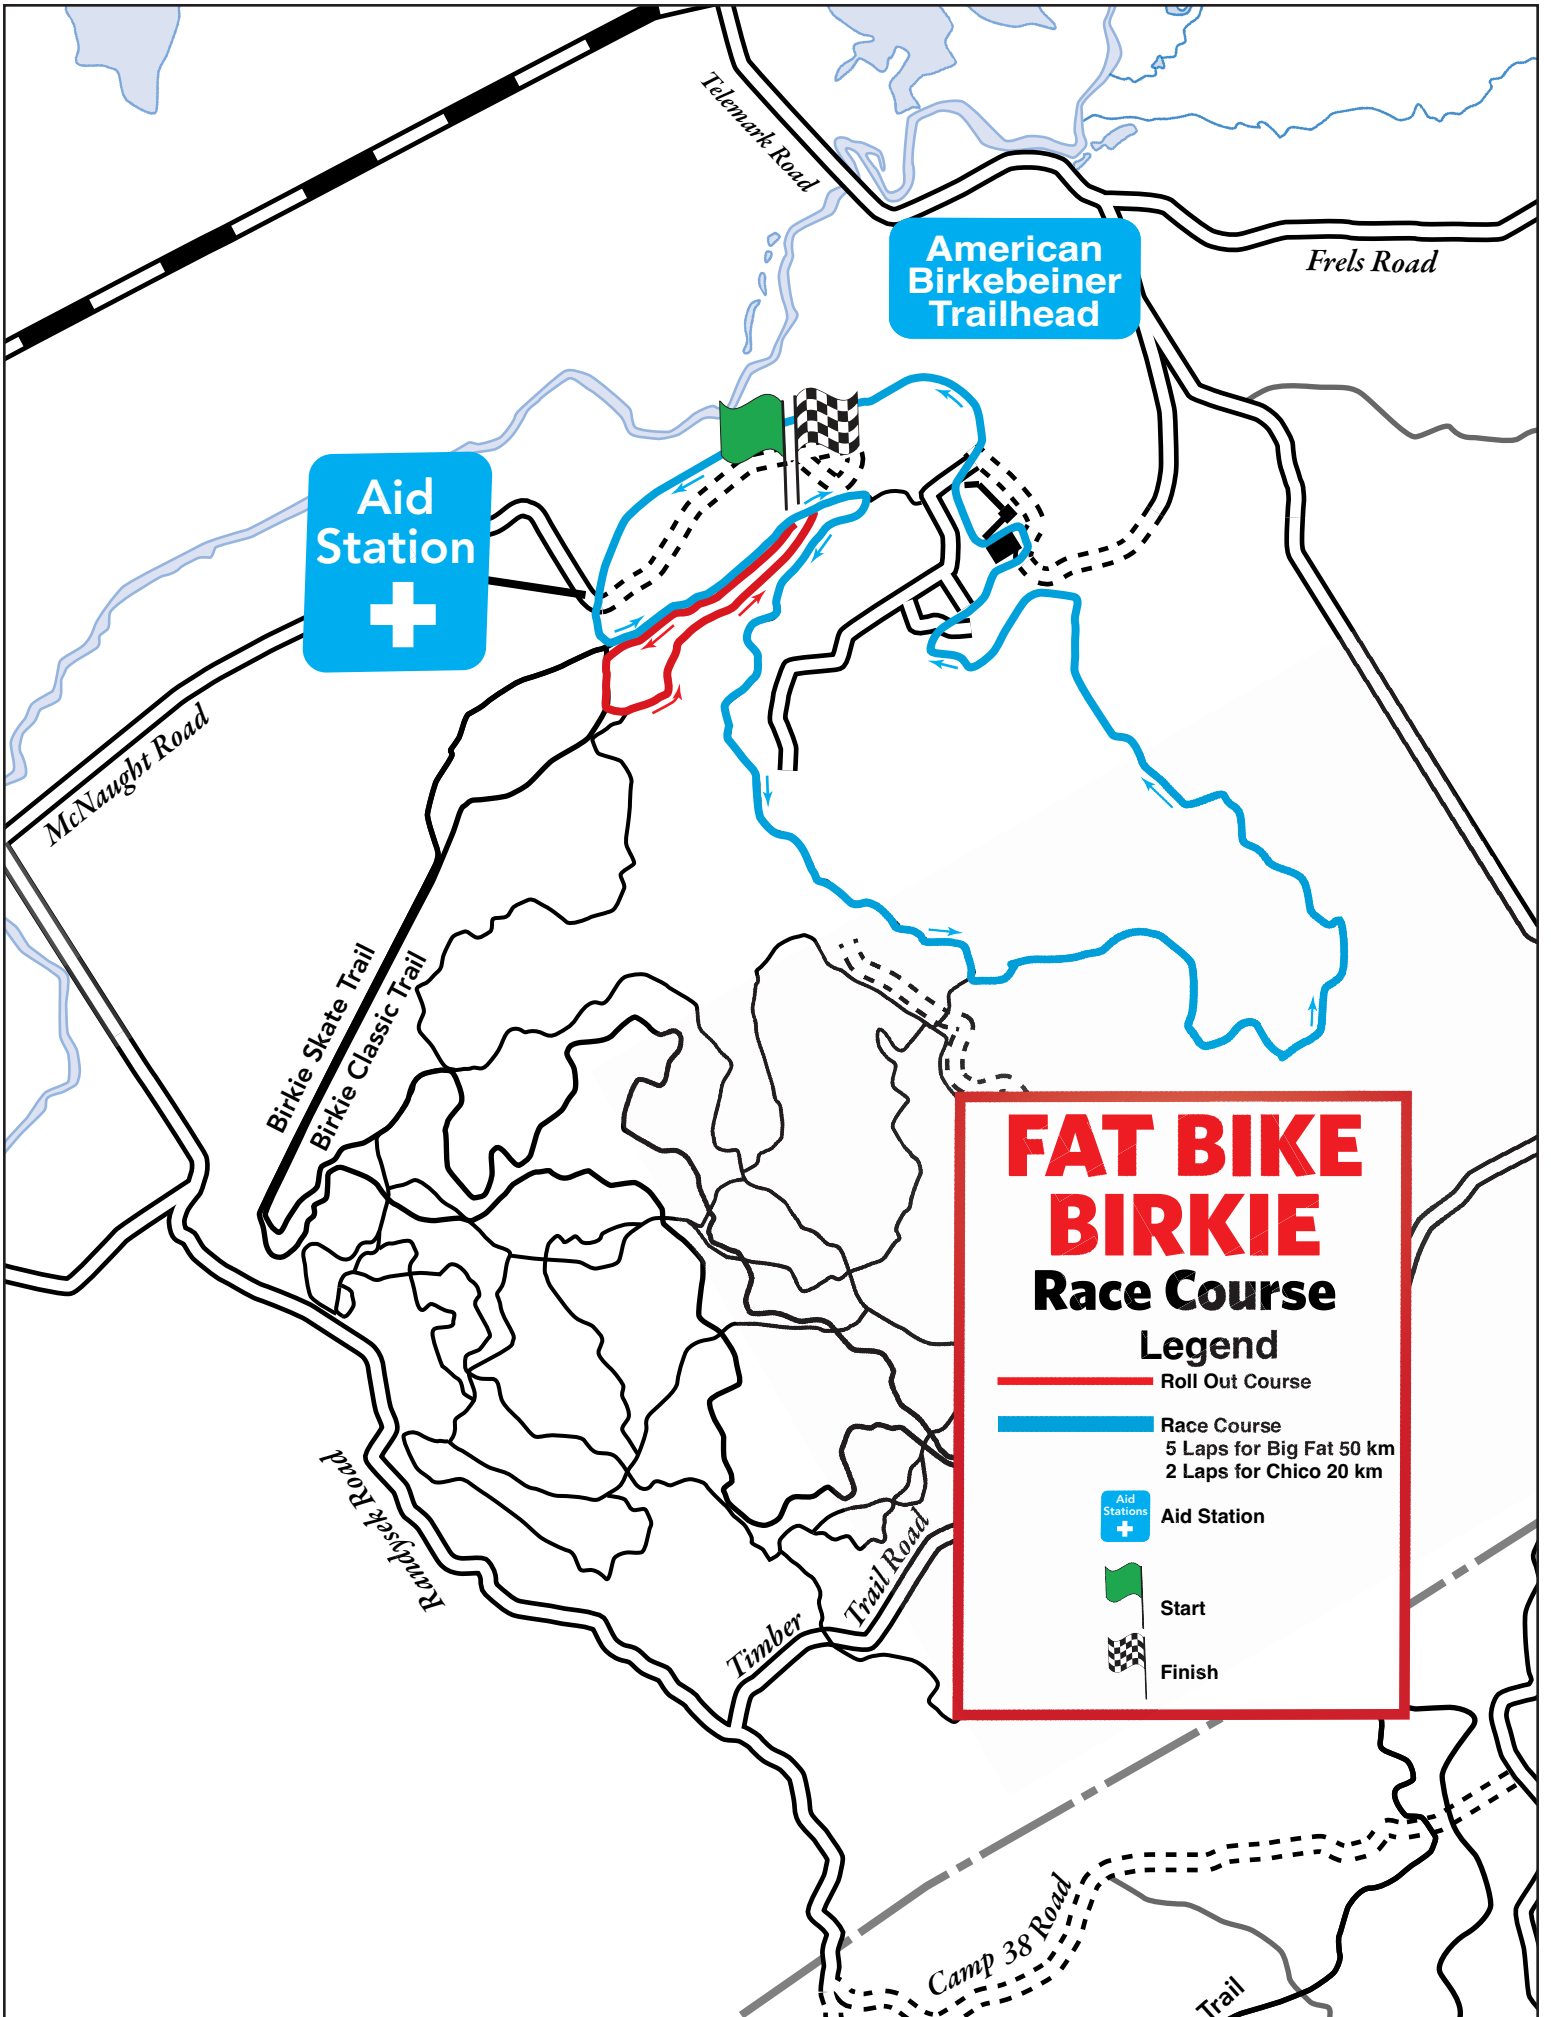 Telemark Road
American
Birkebeiner
Trailhead
Frels Road
Aid
Station
McNaught Road
Birkie Skate Trail
Birkie Classic Trail
FAT BIKE
BIRKIE
Race Course
Legend
Roll Out Course
Race Course
5 Laps for Big Fat 50 km
2 Laps for Chico 20 km
Aid
Stations
Aid Station
Start
Finish
Randysek Road
Timber Trail Road
Camp 38 Road
Trail